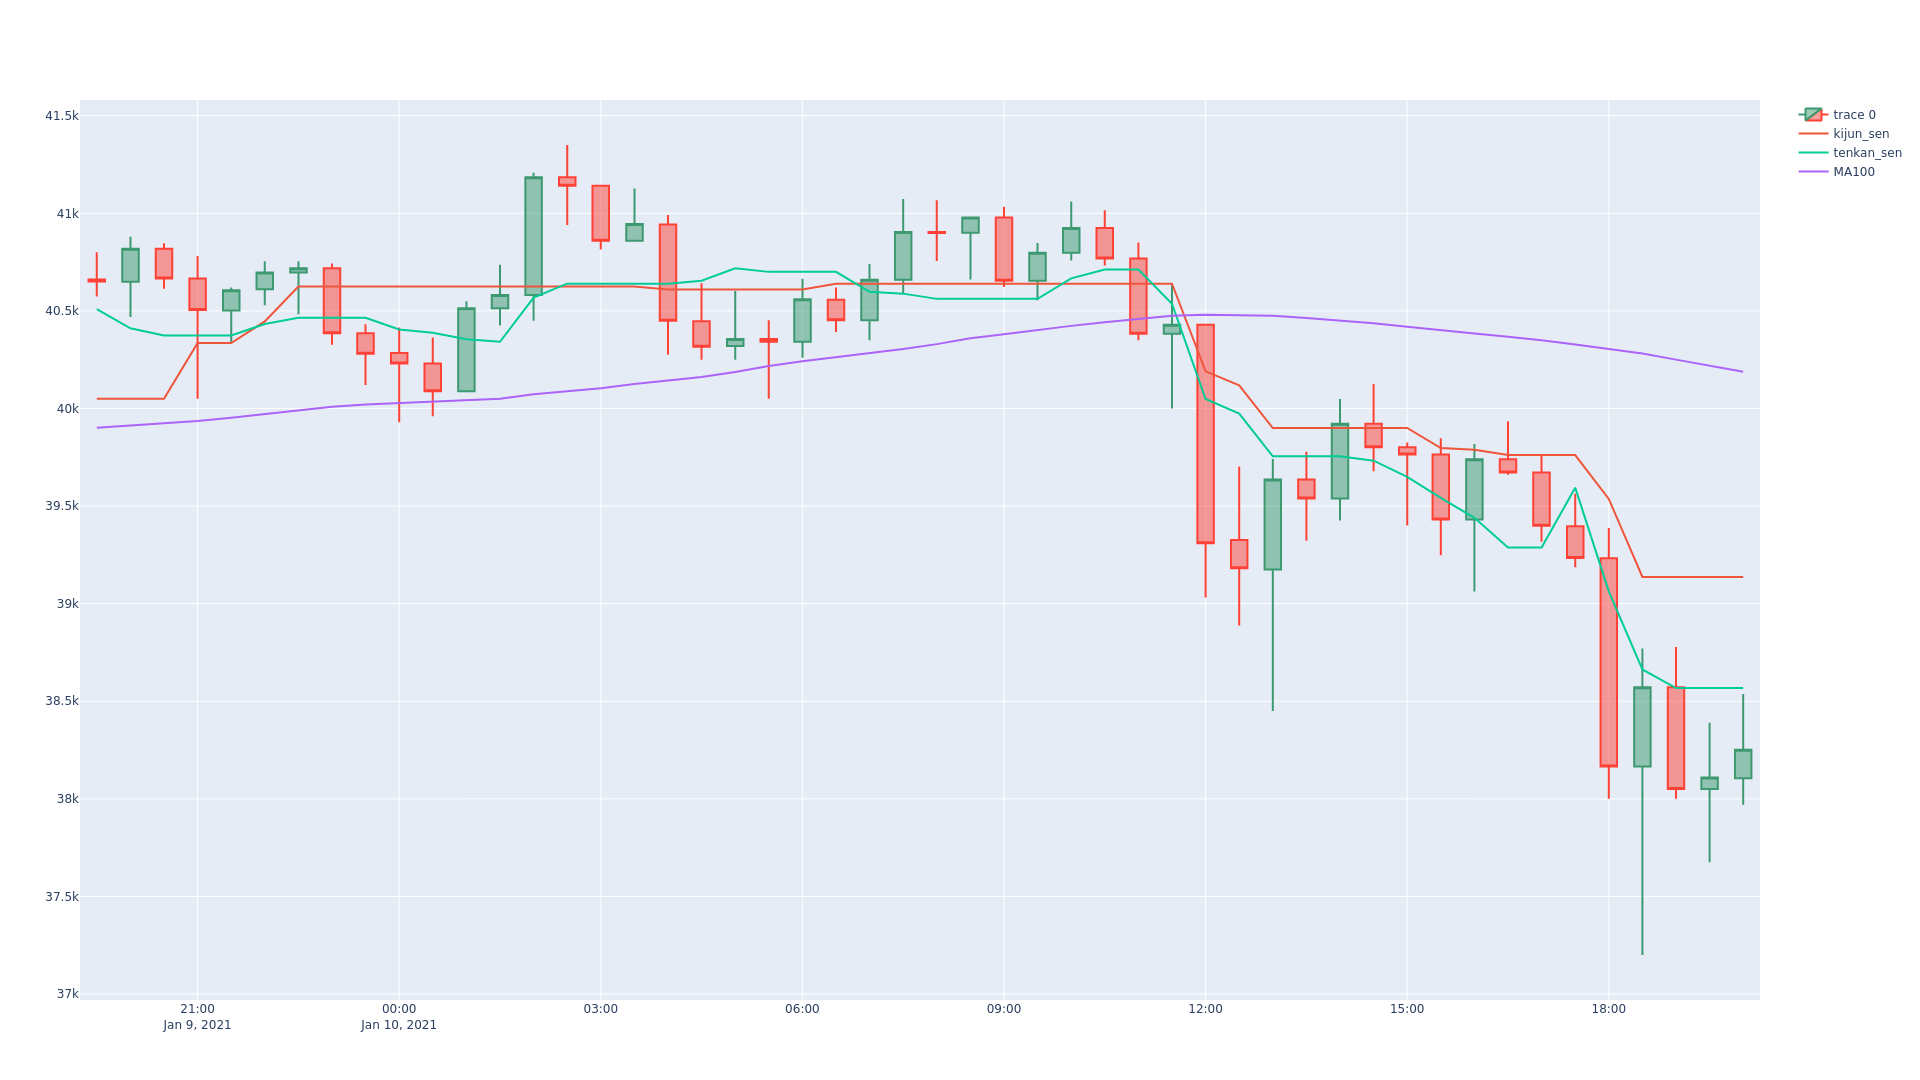 41.5k
41k
40.5k
40k
39.5k
39k
38.5k
38k
37.5k
37k
21:00
Jan 9, 2021
00:00
Jan 10, 2021
03:00
06:00
09:00
12:00
15:00
18:00
trace 0
kijun_sen
tenkan_sen
MA100